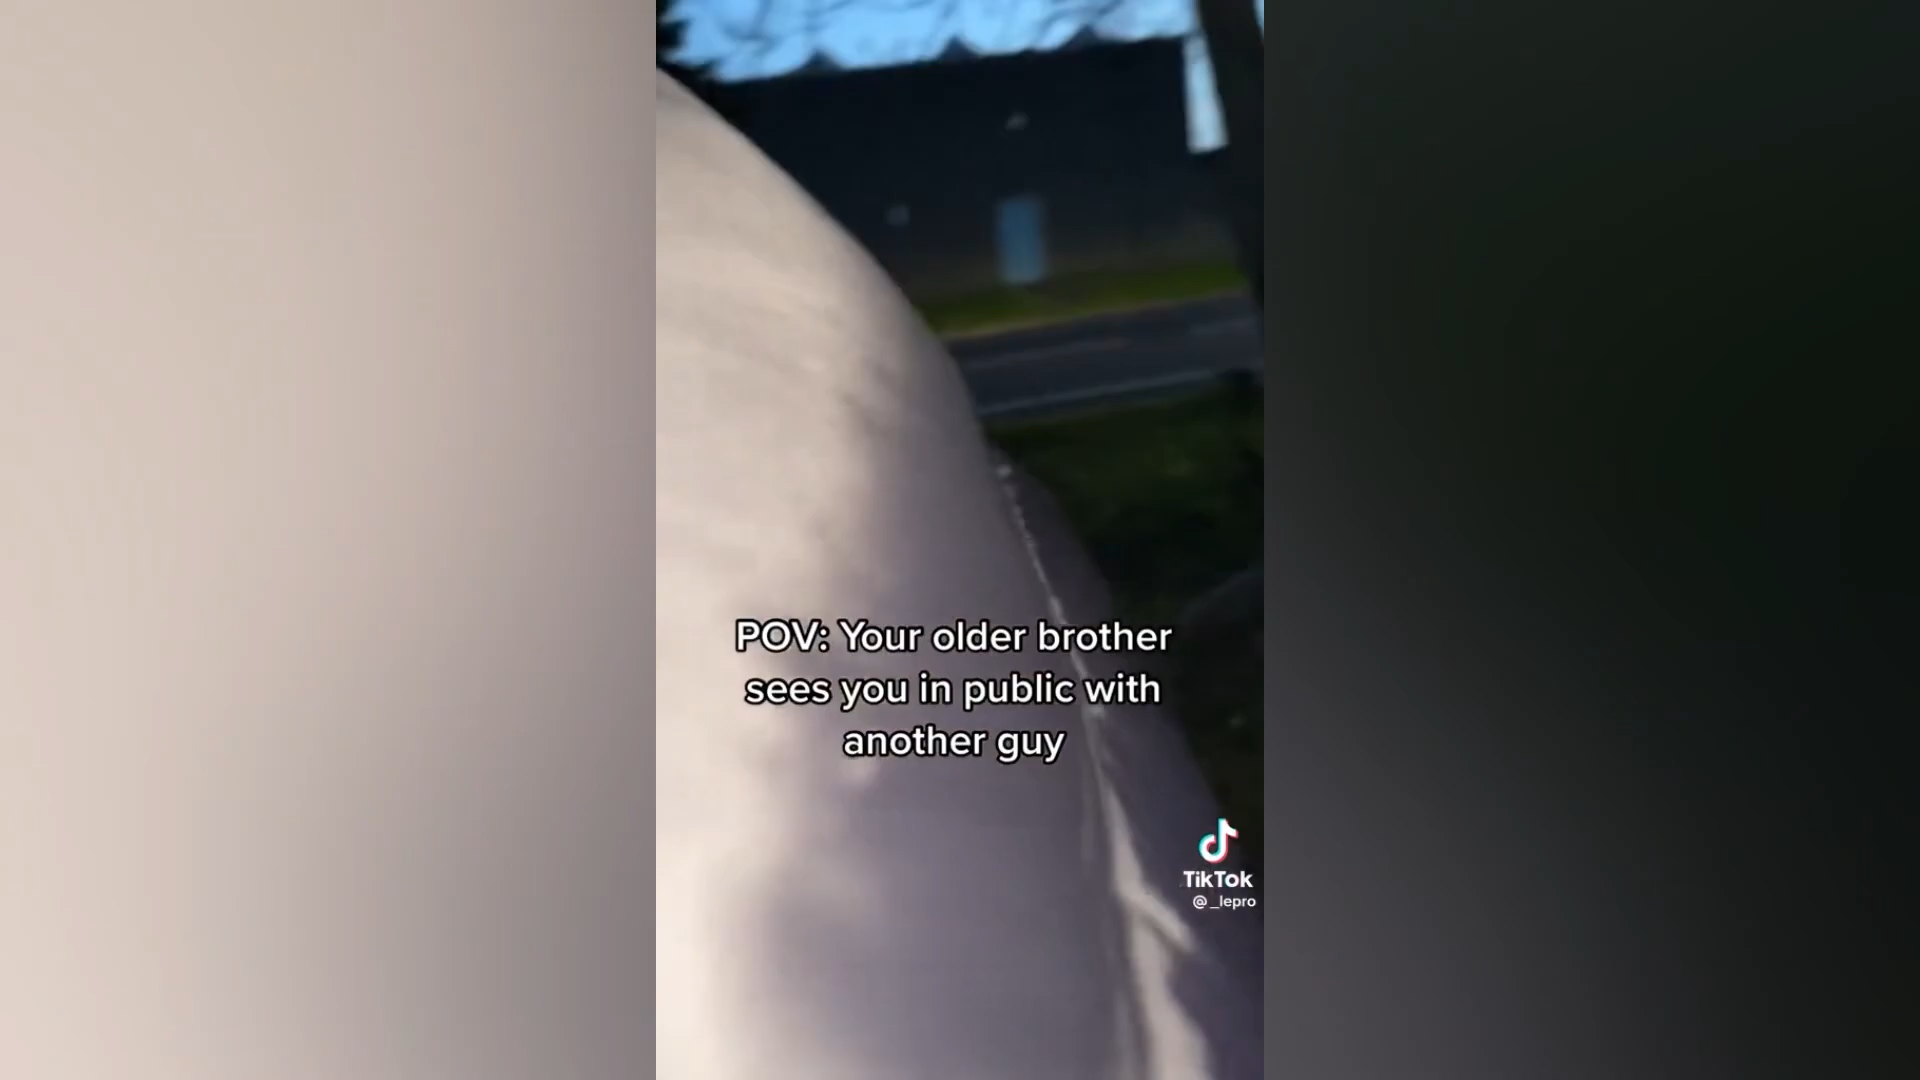 POV: Your older brother
sees you in public with
another guy
TikTok
@_lepro